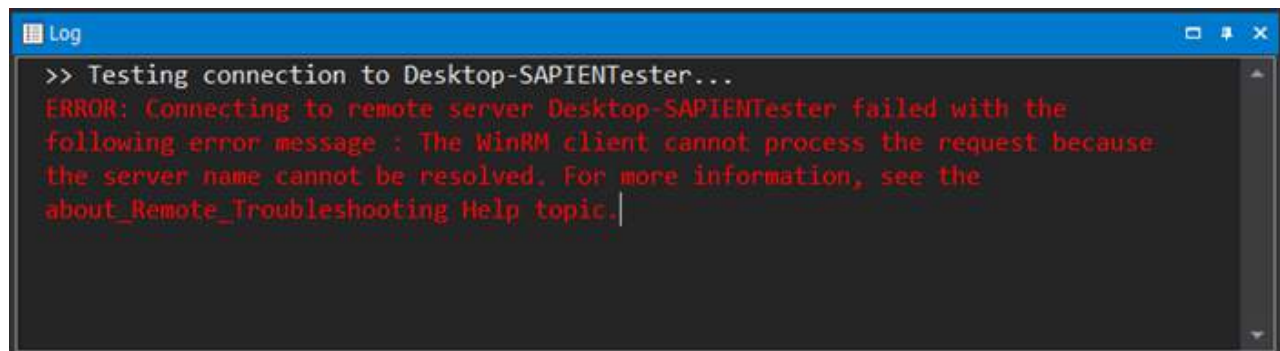 Log
>> Testing connection to Desktop-SAPIENTester...
ERROR: Connecting to remote server Desktop-SAPIENTester failed with the
following error message : The WinRM client cannot process the request because
the server name cannot be resolved. For more information, see the
about_Remote_Troubleshooting Help topic.